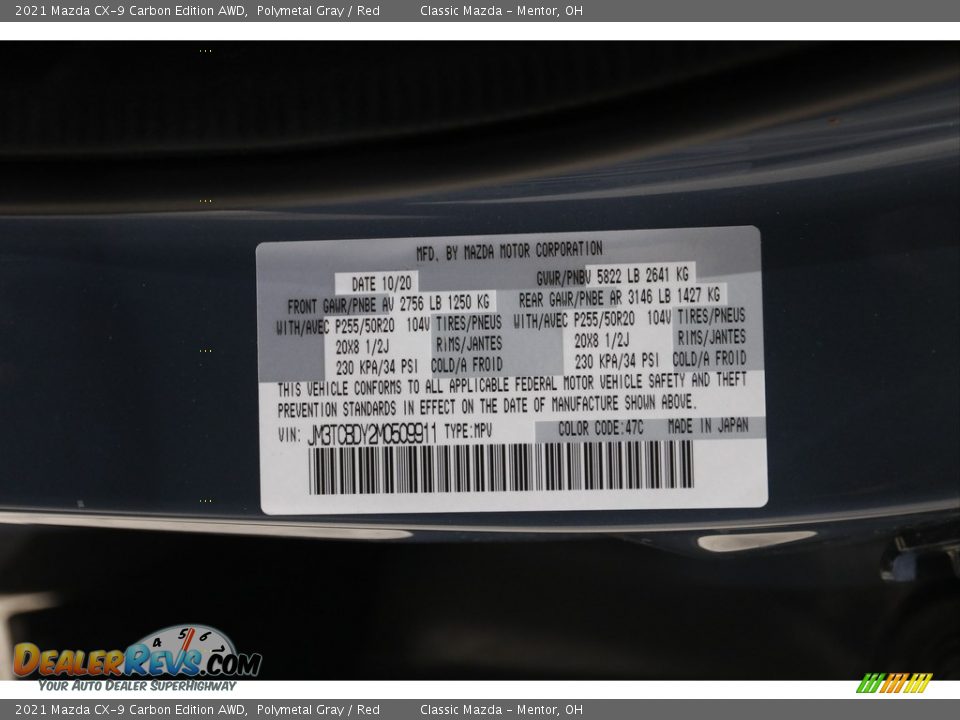 2021 Mazda CX-9 Carbon Edition AWD, Polymetal Gray / Red Classic Mazda - Mentor, OH
MFD. BY MAZDA MOTOR CORPORATION
DATE 10/20 GVWR/PNBV 5822 LB 2641 KG
FRONT GAWR/PNBE AV 2756 LB 1250 KG REAR GAWR/PNBE AR 3146 LB 1427 KG
WITH/AVEC P255/50R20 104V TIRES/PNEUS WITH/AVEC P255/50R20 104V TIRES/PNEUS
20X8 1/2J RIMS/JANTES 20X8 1/2J RIMS/JANTES
230 KPA/34 PSI COLD/A FROID 230 KPA/34 PSI COLD/A FROID
THIS VEHICLE CONFORMS TO ALL APPLICABLE FEDERAL MOTOR VEHICLE SAFETY AND THEFT
PREVENTION STANDARDS IN EFFECT ON THE DATE OF MANUFACTURE SHOWN ABOVE.
VIN: JM3TCBDY2M0509911 TYPE:MPV COLOR CODE:47C MADE IN JAPAN
4 5 6
DEALERREVS.COM
YOUR AUTO DEALER SUPERHIGHWAY
2021 Mazda CX-9 Carbon Edition AWD, Polymetal Gray / Red Classic Mazda - Mentor, OH